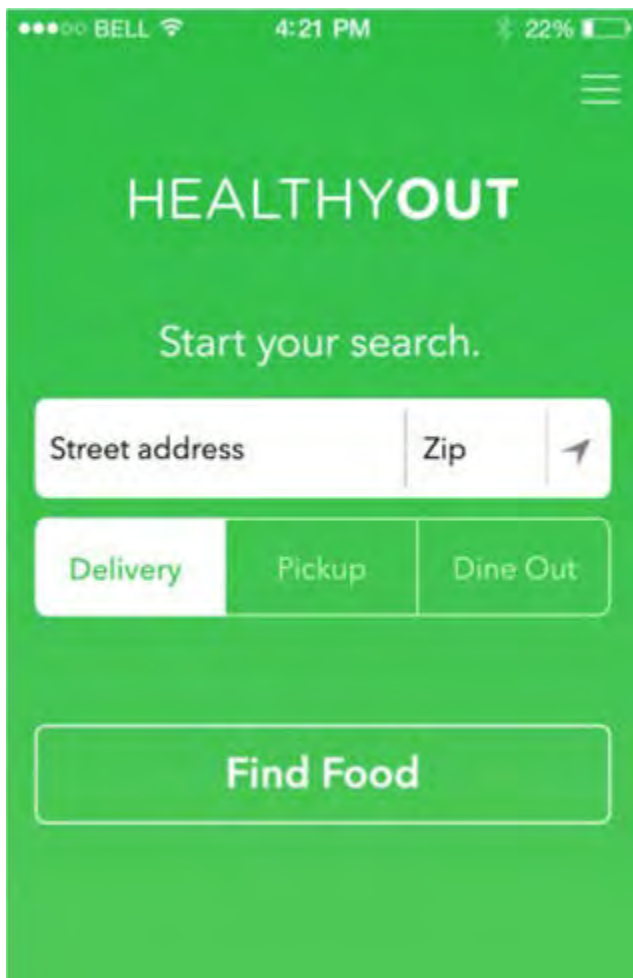 BELL 4:21 PM 22%
HEALTHYOUT
Start your search.
Street address Zip
Delivery Pickup Dine Out
Find Food